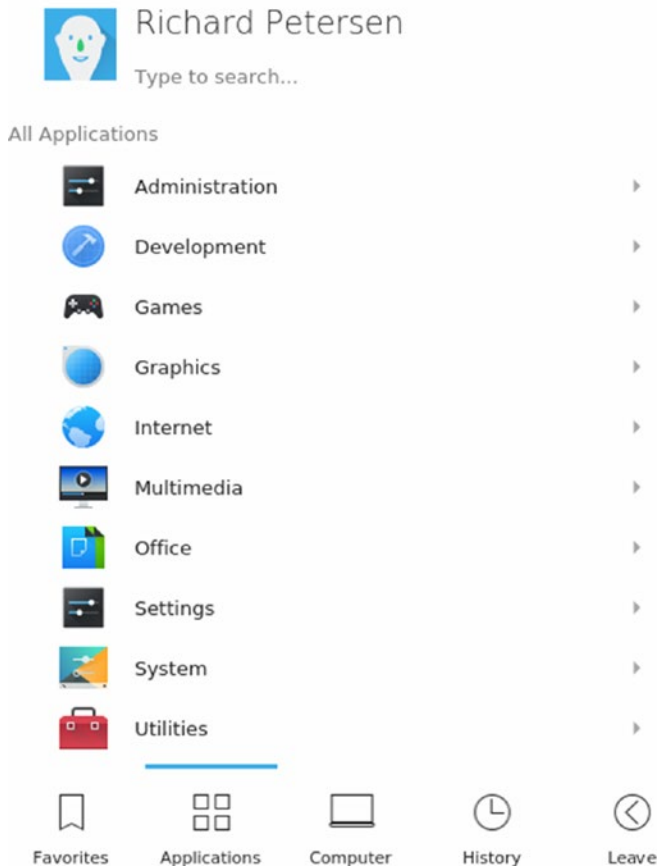 Richard Petersen
Type to search...
All Applications
Administration
Development
Games
Graphics
Internet
Multimedia
Office
Settings
System
Utilities
Favorites Applications Computer History Leave